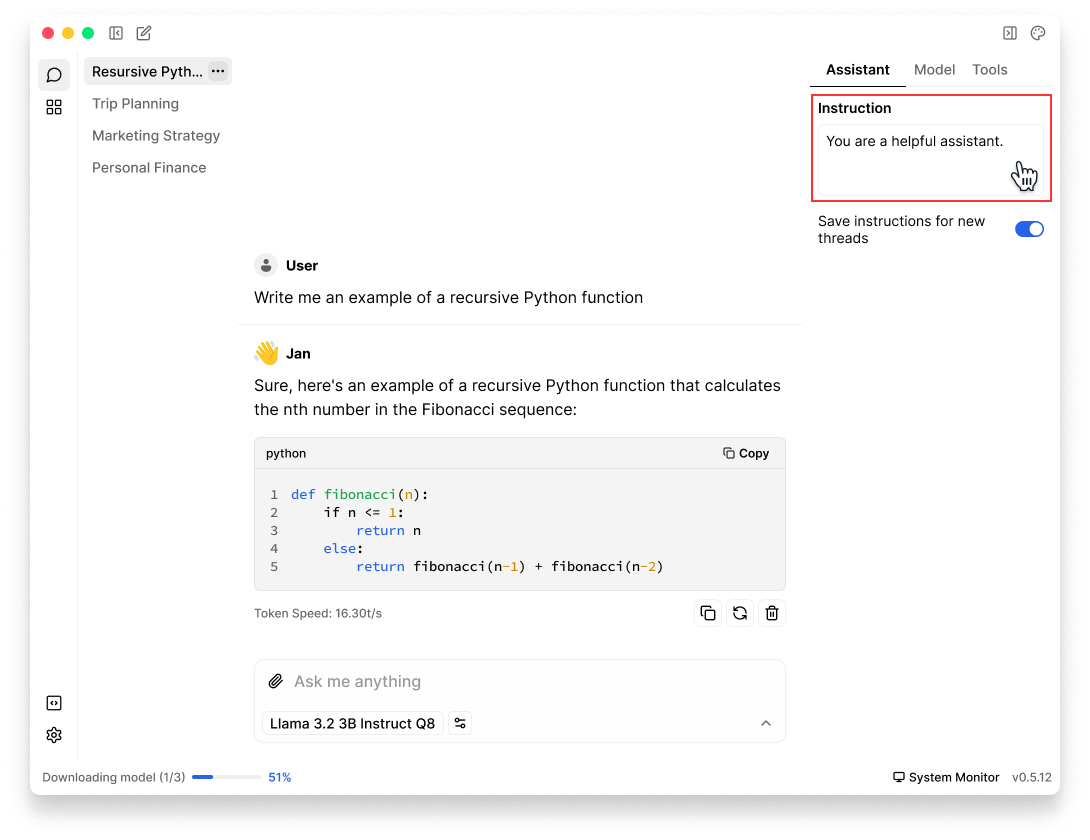 Resursive Pyth...
Trip Planning
Marketing Strategy
Personal Finance
User
Write me an example of a recursive Python function
Jan
Sure, here's an example of a recursive Python function that calculates
the nth number in the Fibonacci sequence:
python
Copy
1 def fibonacci(n):
2     if n <= 1:
3         return n
4     else:
5         return fibonacci(n-1) + fibonacci(n-2)
Token Speed: 16.30t/s
Ask me anything
Llama 3.2 3B Instruct Q8
Assistant Model Tools
Instruction
You are a helpful assistant.
Save instructions for new
threads
Downloading model (1/3) 51%
System Monitor v0.5.12